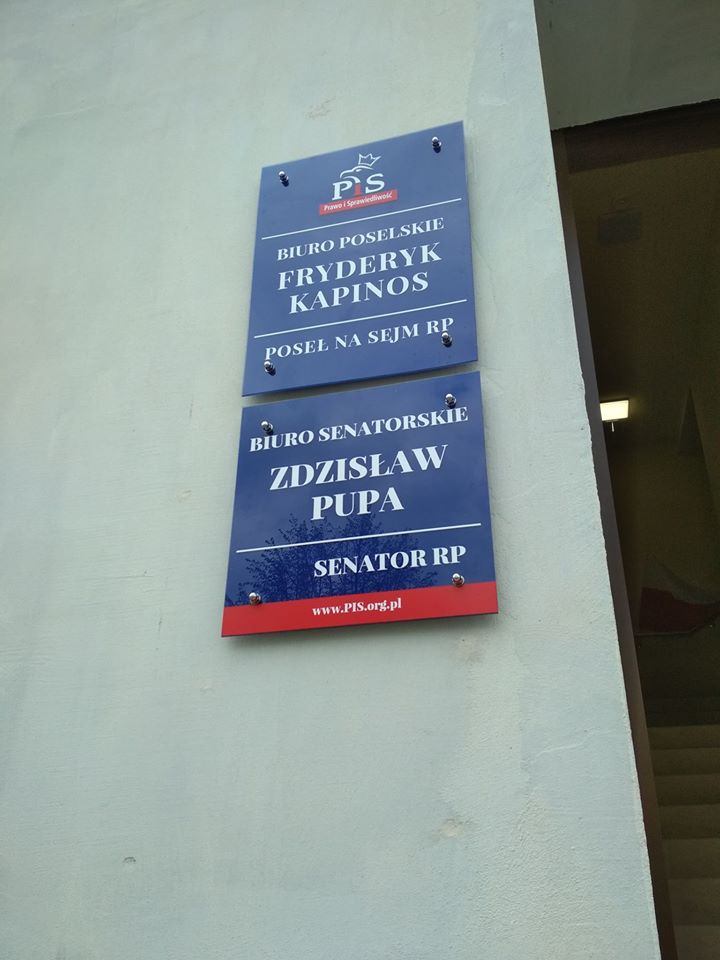 PiS
Prawo i Sprawiedliwość
BIURO POSELSKIE
FRYDERYK
KAPINOS
POSEŁ NA SEJM RP
BIURO SENATORSKIE
ZDZISŁAW
PUPA
SENATOR RP
www.PIS.org.pl